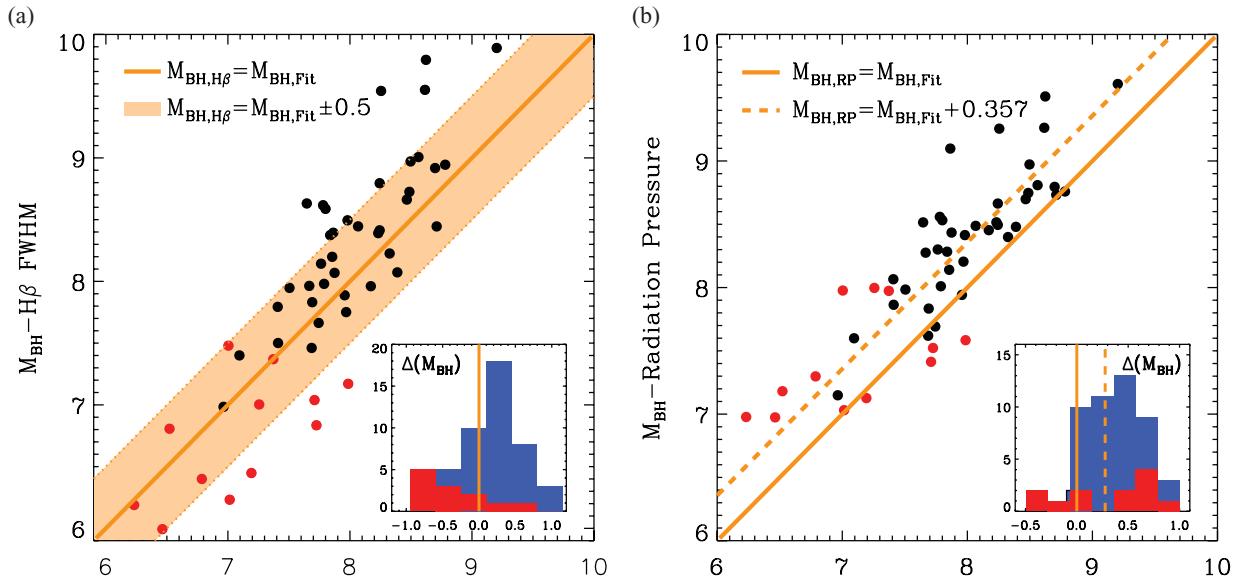 (a)
(b)
10
9
8
7
6
M_BH−Hβ FWHM
M_BH,Hβ=M_BH,Fit
M_BH,Hβ=M_BH,Fit±0.5
20
15
10
5
0
Δ(M_BH)
-1.0 -0.5 0.0 0.5 1.0
6 7 8 9 10
10
9
8
7
6
M_BH−Radiation Pressure
M_BH,RP=M_BH,Fit
M_BH,RP=M_BH,Fit+0.357
15
10
5
0
Δ(M_BH)
-0.5 0.0 0.5 1.0
6 7 8 9 10